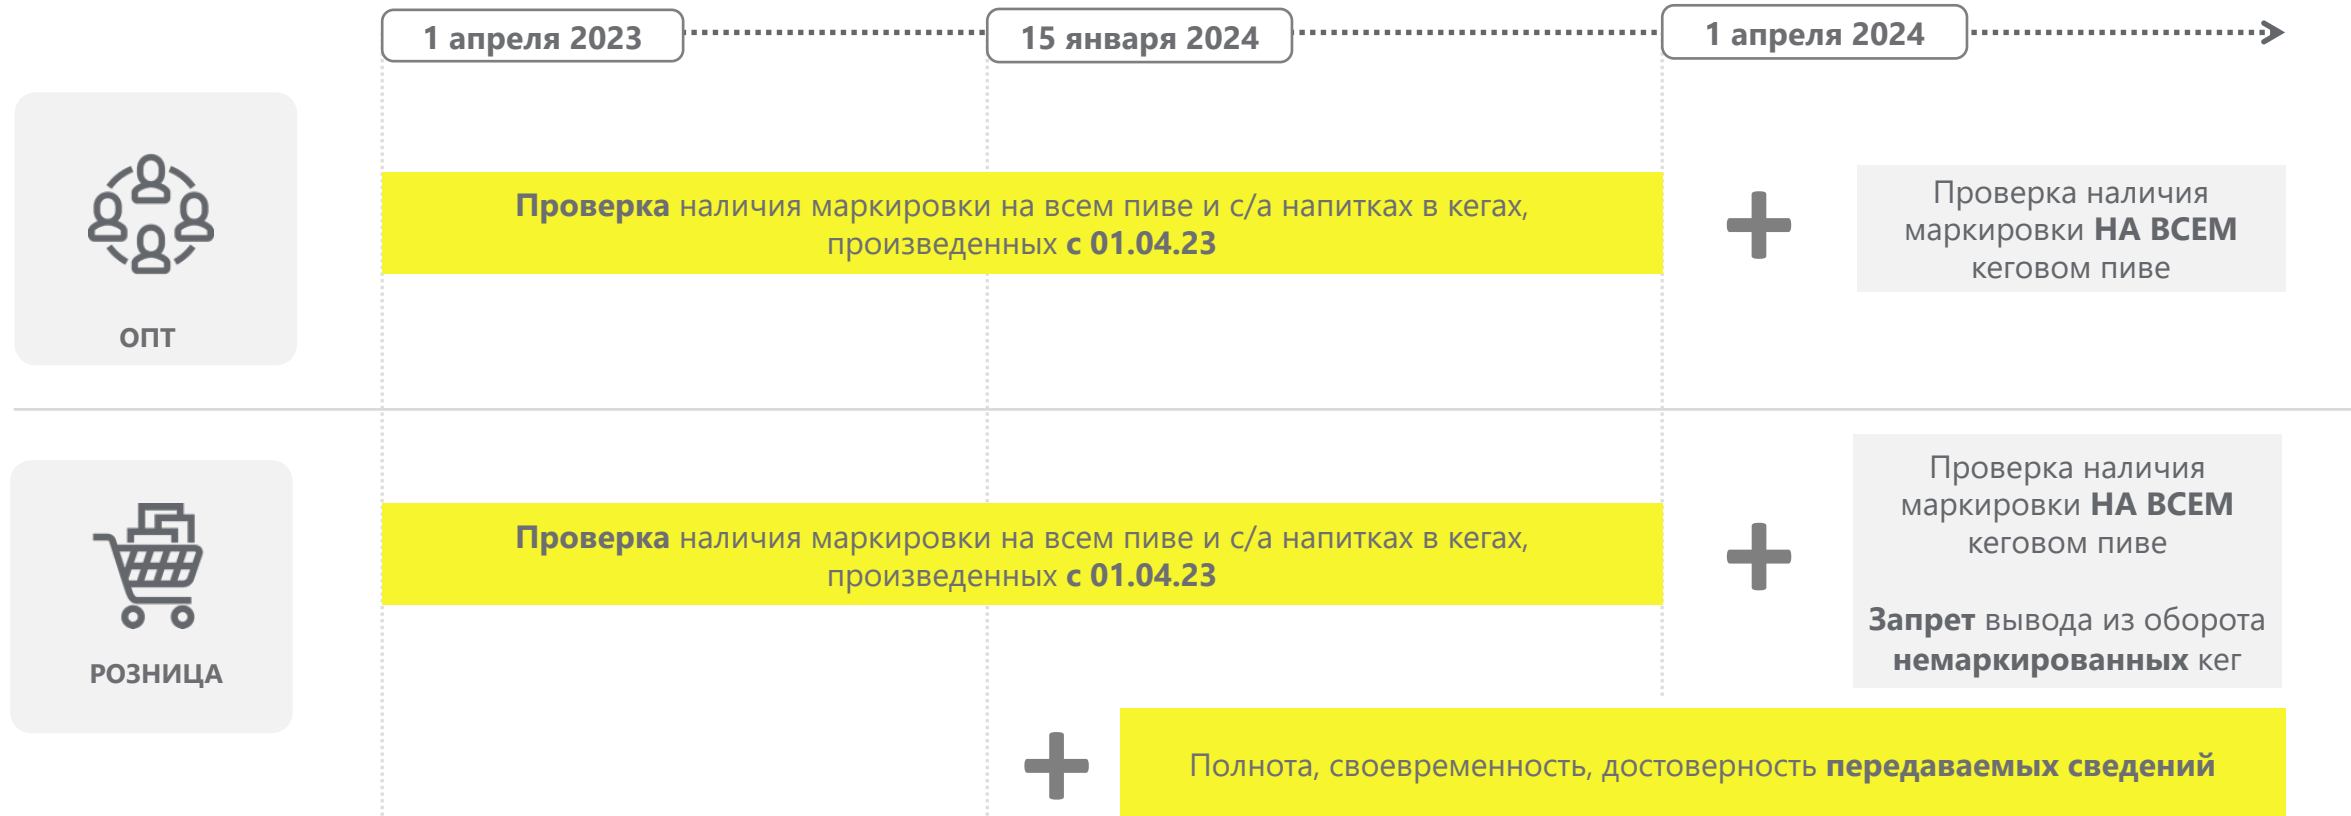 1 апреля 2023
15 января 2024
1 апреля 2024
ОПТ
Проверка наличия маркировки на всем пиве и с/а напитках в кегах,
произведенных с 01.04.23
Проверка наличия
маркировки НА ВСЕМ
кеговом пиве
РОЗНИЦА
Проверка наличия маркировки на всем пиве и с/а напитках в кегах,
произведенных с 01.04.23
Проверка наличия
маркировки НА ВСЕМ
кеговом пиве
Запрет вывода из оборота
немаркированных кег
Полнота, своевременность, достоверность передаваемых сведений